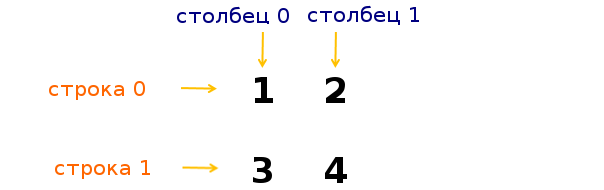 столбец 0 столбец 1
строка 0 1 2
строка 1 3 4